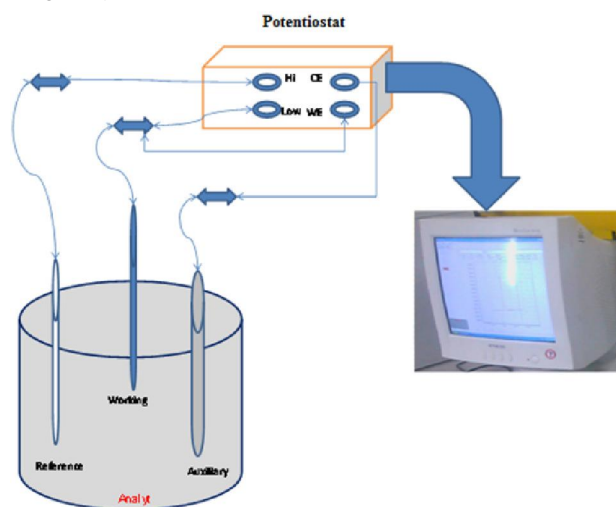 Potentiostat
Hi CE
Low WE
Working
Reference
Auxiliary
Analyt